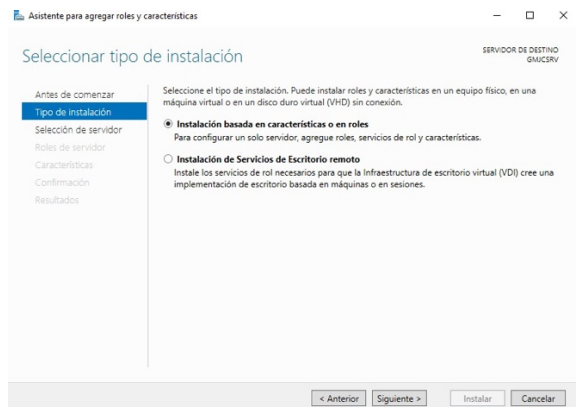 Asistente para agregar roles y características
Seleccionar tipo de instalación
SERVIDOR DE DESTINO
GMJCSRV
Antes de comenzar
Tipo de instalación
Selección de servidor
Roles de servidor
Características
Confirmación
Resultados
Seleccione el tipo de instalación. Puede instalar roles y características en un equipo físico, en una
máquina virtual o en un disco duro virtual (VHD) sin conexión.
Instalación basada en características o en roles
Para configurar un solo servidor, agregue roles, servicios de rol y características.
Instalación de Servicios de Escritorio remoto
Instale los servicios de rol necesarios para que la Infraestructura de escritorio virtual (VDI) cree una
implementación de escritorio basada en máquinas o en sesiones.
< Anterior Siguiente > Instalar Cancelar